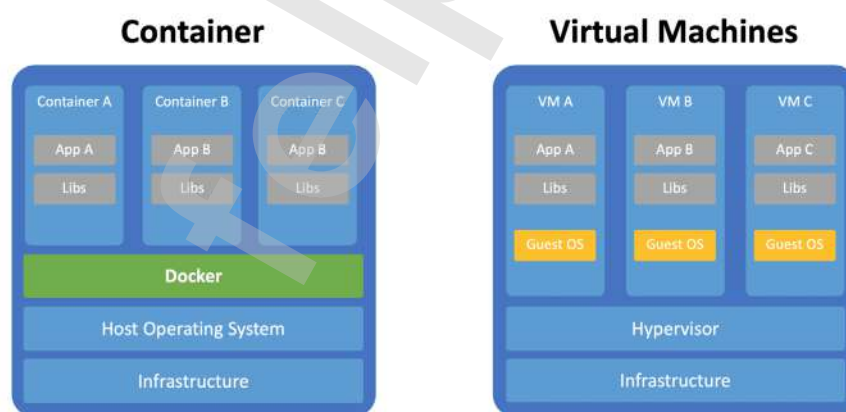 Container
Virtual Machines
Container A
Container B
Container C
App A
App B
App B
Libs
Libs
Libs
Docker
Host Operating System
Infrastructure
VM A
VM B
VM C
App A
App B
App C
Libs
Libs
Libs
Guest OS
Guest OS
Guest OS
Hypervisor
Infrastructure